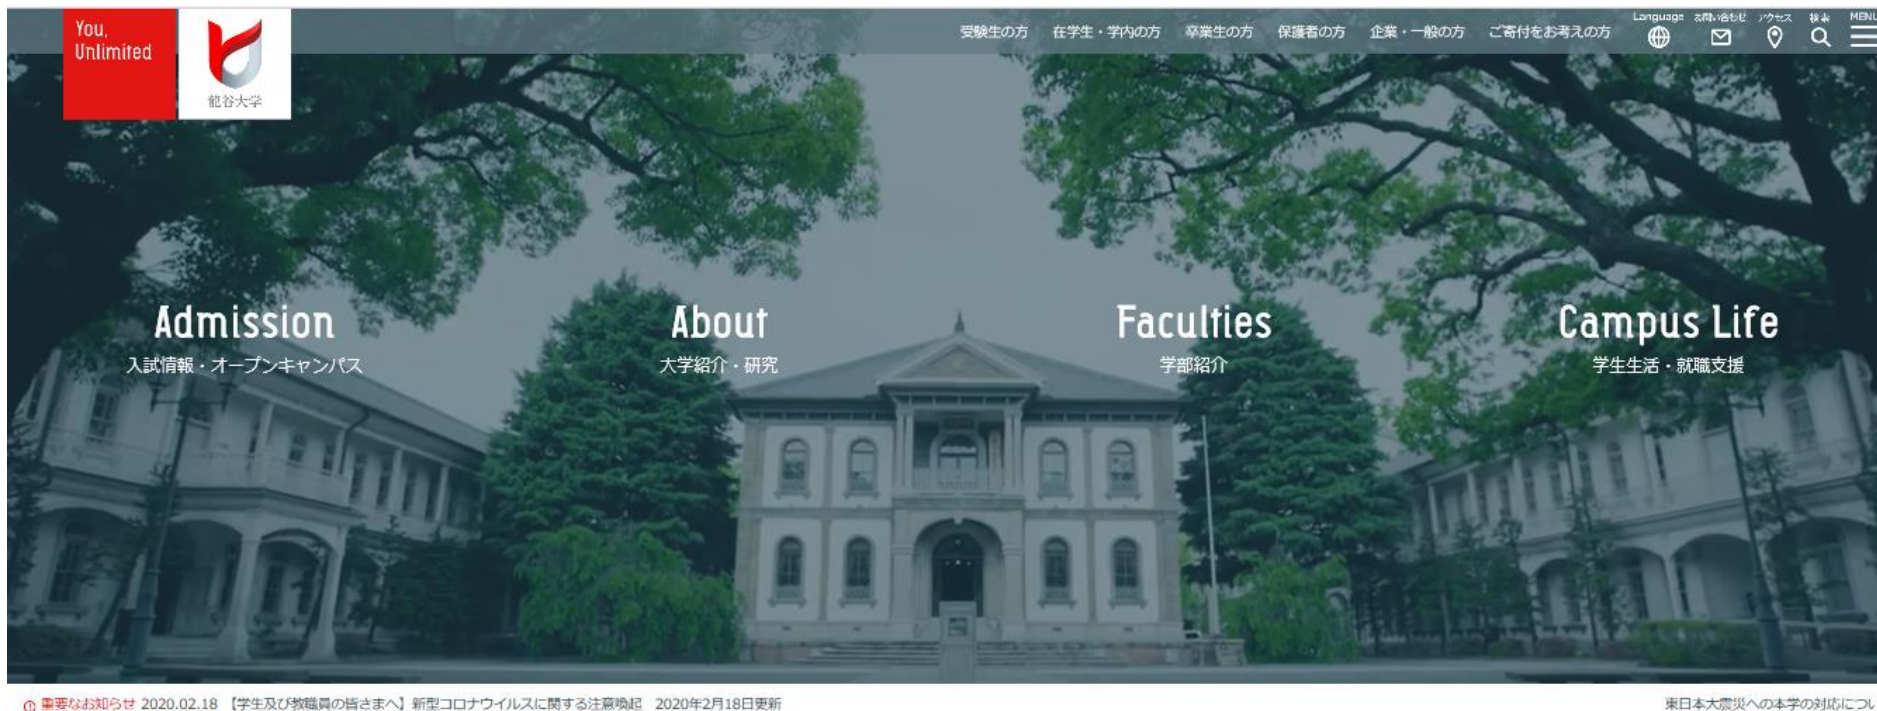 You,
Unlimited
龍谷大学
受験生の方 在学生・学内の方 卒業生の方 保護者の方 企業・一般の方 ご寄付をお考えの方
Language お問い合わせ アクセス 検索 MENU
Admission
入試情報・オープンキャンパス
About
大学紹介・研究
Faculties
学部紹介
Campus Life
学生生活・就職支援
重要なお知らせ 2020.02.18 【学生及び教職員の皆さまへ】新型コロナウイルスに関する注意喚起 2020年2月18日更新
東日本大震災への本学の対応につい